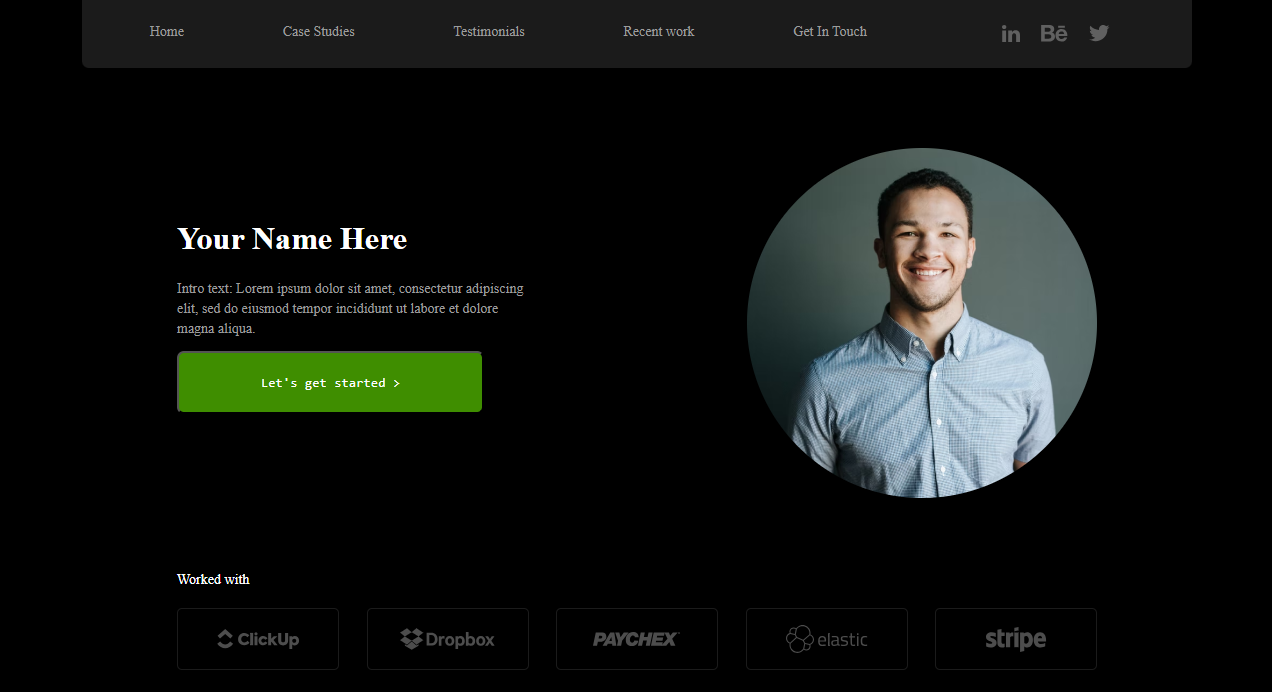 Home
Case Studies
Testimonials
Recent work
Get In Touch
in
Bē
Your Name Here
Intro text: Lorem ipsum dolor sit amet, consectetur adipiscing
elit, sed do eiusmod tempor incididunt ut labore et dolore
magna aliqua.
Let's get started >
Worked with
ClickUp
Dropbox
PAYCHEX
elastic
stripe